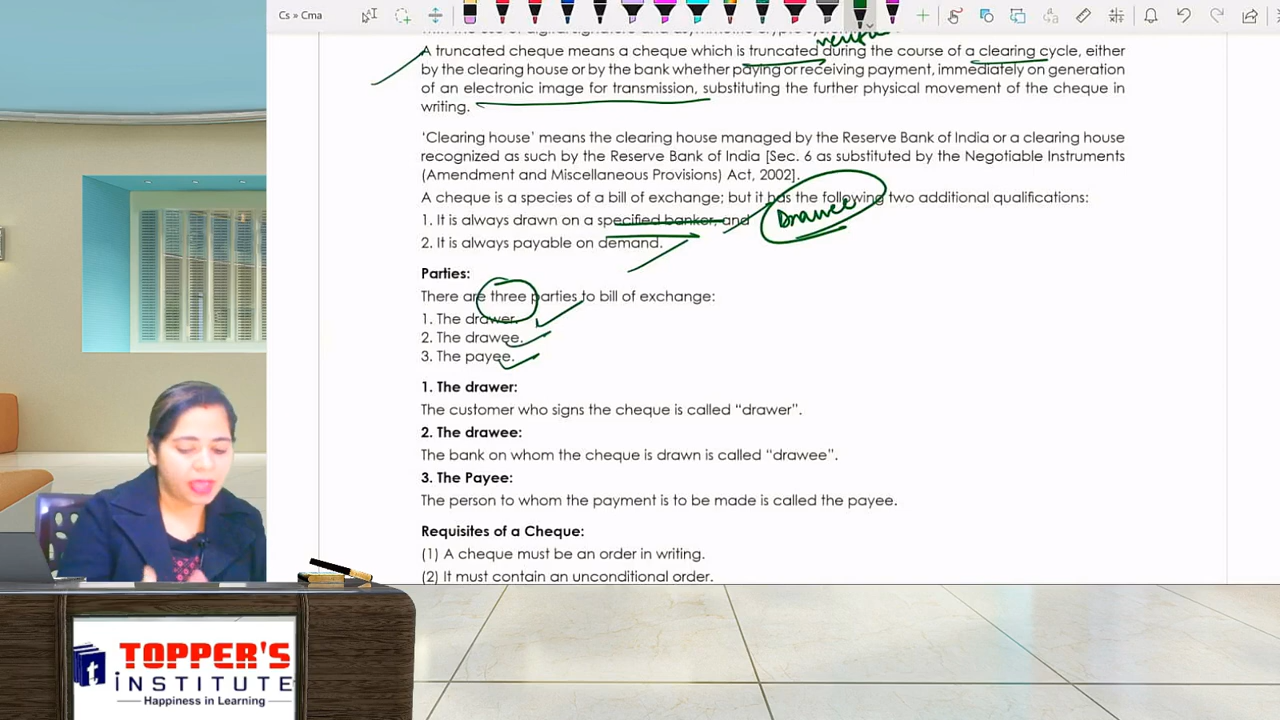 Cs » Cma
with the use of digital signature and asymmetric crypto system
A truncated cheque means a cheque which is truncated during the course of a clearing cycle, either
by the clearing house or by the bank whether paying or receiving payment, immediately on generation
of an electronic image for transmission, substituting the further physical movement of the cheque in
writing.
‘Clearing house’ means the clearing house managed by the Reserve Bank of India or a clearing house
recognized as such by the Reserve Bank of India [Sec. 6 as substituted by the Negotiable Instruments
(Amendment and Miscellaneous Provisions) Act, 2002].
A cheque is a species of a bill of exchange; but it has the following two additional qualifications:
1. It is always drawn on a specified banker, and
Drawee
2. It is always payable on demand.
Parties:
There are three parties to bill of exchange:
1. The drawer.
2. The drawee.
3. The payee.
1. The drawer:
The customer who signs the cheque is called “drawer”.
2. The drawee:
The bank on whom the cheque is drawn is called “drawee”.
3. The Payee:
The person to whom the payment is to be made is called the payee.
Requisites of a Cheque:
(1) A cheque must be an order in writing.
(2) It must contain an unconditional order.
t
TOPPER'S
INSTITUTE
Happiness in Learning